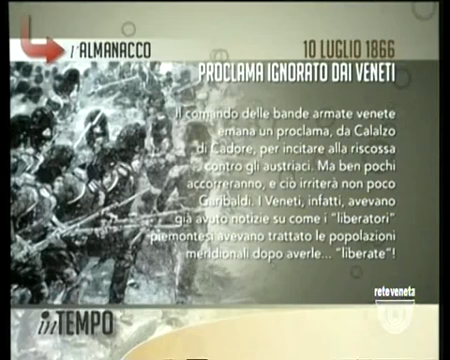 l'ALMANACCO
10 LUGLIO 1866
PROCLAMA IGNORATO DAI VENETI
Il comando delle bande armate venete
emana un proclama, da Calalzo
di Cadore, per incitare alla riscossa
contro gli austriaci. Ma ben pochi
accorreranno, e ciò irriterà non poco
Garibaldi. I Veneti, infatti, avevano
già avuto notizie su come i "liberatori"
piemontesi avevano trattato le popolazioni
meridionali dopo averle... "liberate"!
reteveneta
inTEMPO